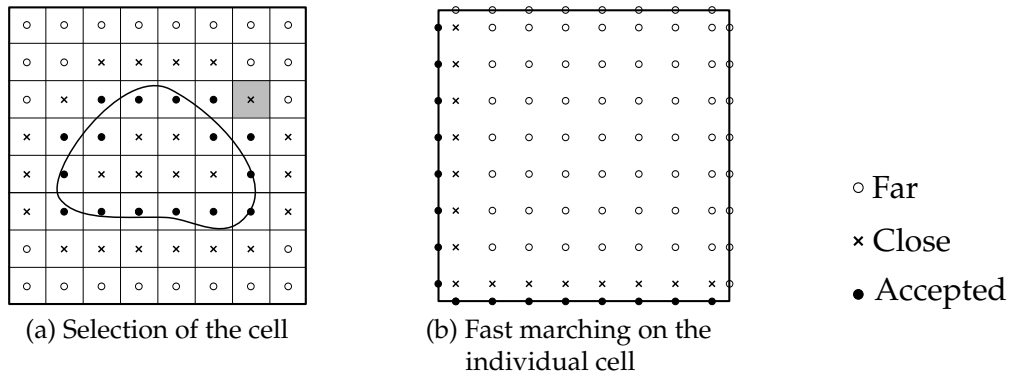 Far
Close
Accepted
(a) Selection of the cell
(b) Fast marching on the
individual cell